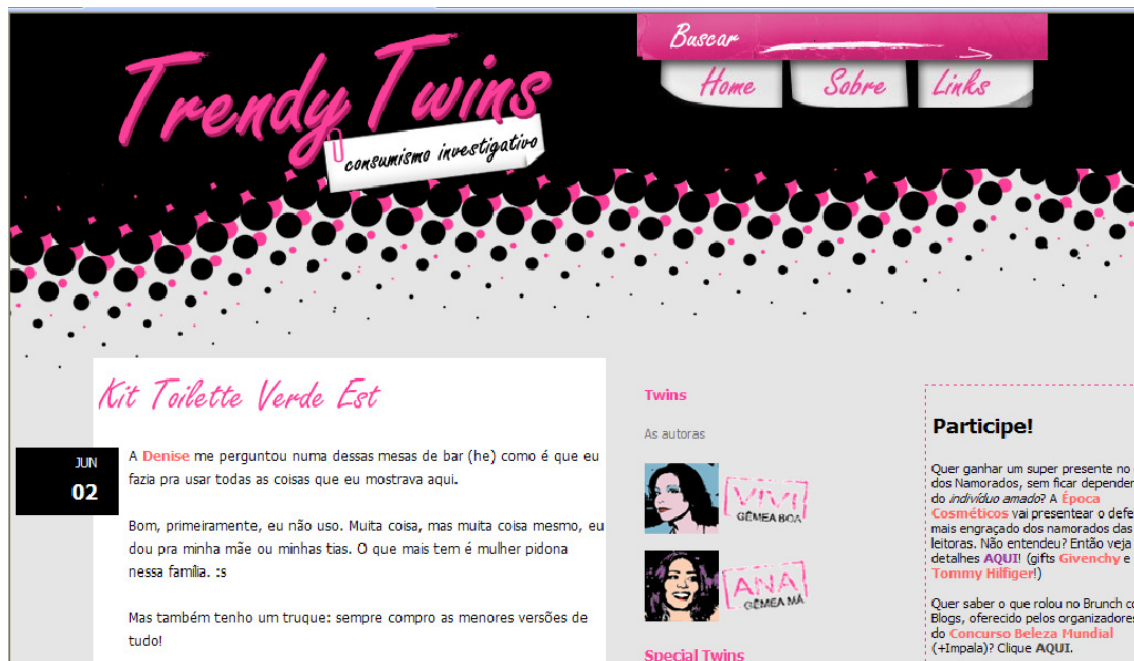 Trendy Twins
consumismo investigativo
Buscar
Home
Sobre
Links
Kit Toilette Verde Est
JUN
02
A Denise me perguntou numa dessas mesas de bar (he) como é que eu
fazia pra usar todas as coisas que eu mostrava aqui.
Bom, primeiramente, eu não uso. Muita coisa, mas muita coisa mesmo, eu
dou pra minha mãe ou minhas tias. O que mais tem é mulher pidona
nessa família. :s
Mas também tenho um truque: sempre compro as menores versões de
tudo!
Twins
As autoras
VIVI
GÊMEA BOA
ANA
GÊMEA MÁ
Special Twins
Participe!
Quer ganhar um super presente no
dos Namorados, sem ficar depender
do indivíduo amado? A Época
Cosméticos vai presentear o defe
mais engraçado dos namorados das
leitoras. Não entendeu? Então veja
detalhes AQUI! (gifts Givenchy e
Tommy Hilfiger!)
Quer saber o que rolou no Brunch co
Blogs, oferecido pelos organizadores
do Concurso Beleza Mundial
(+Impala)? Clique AQUI.